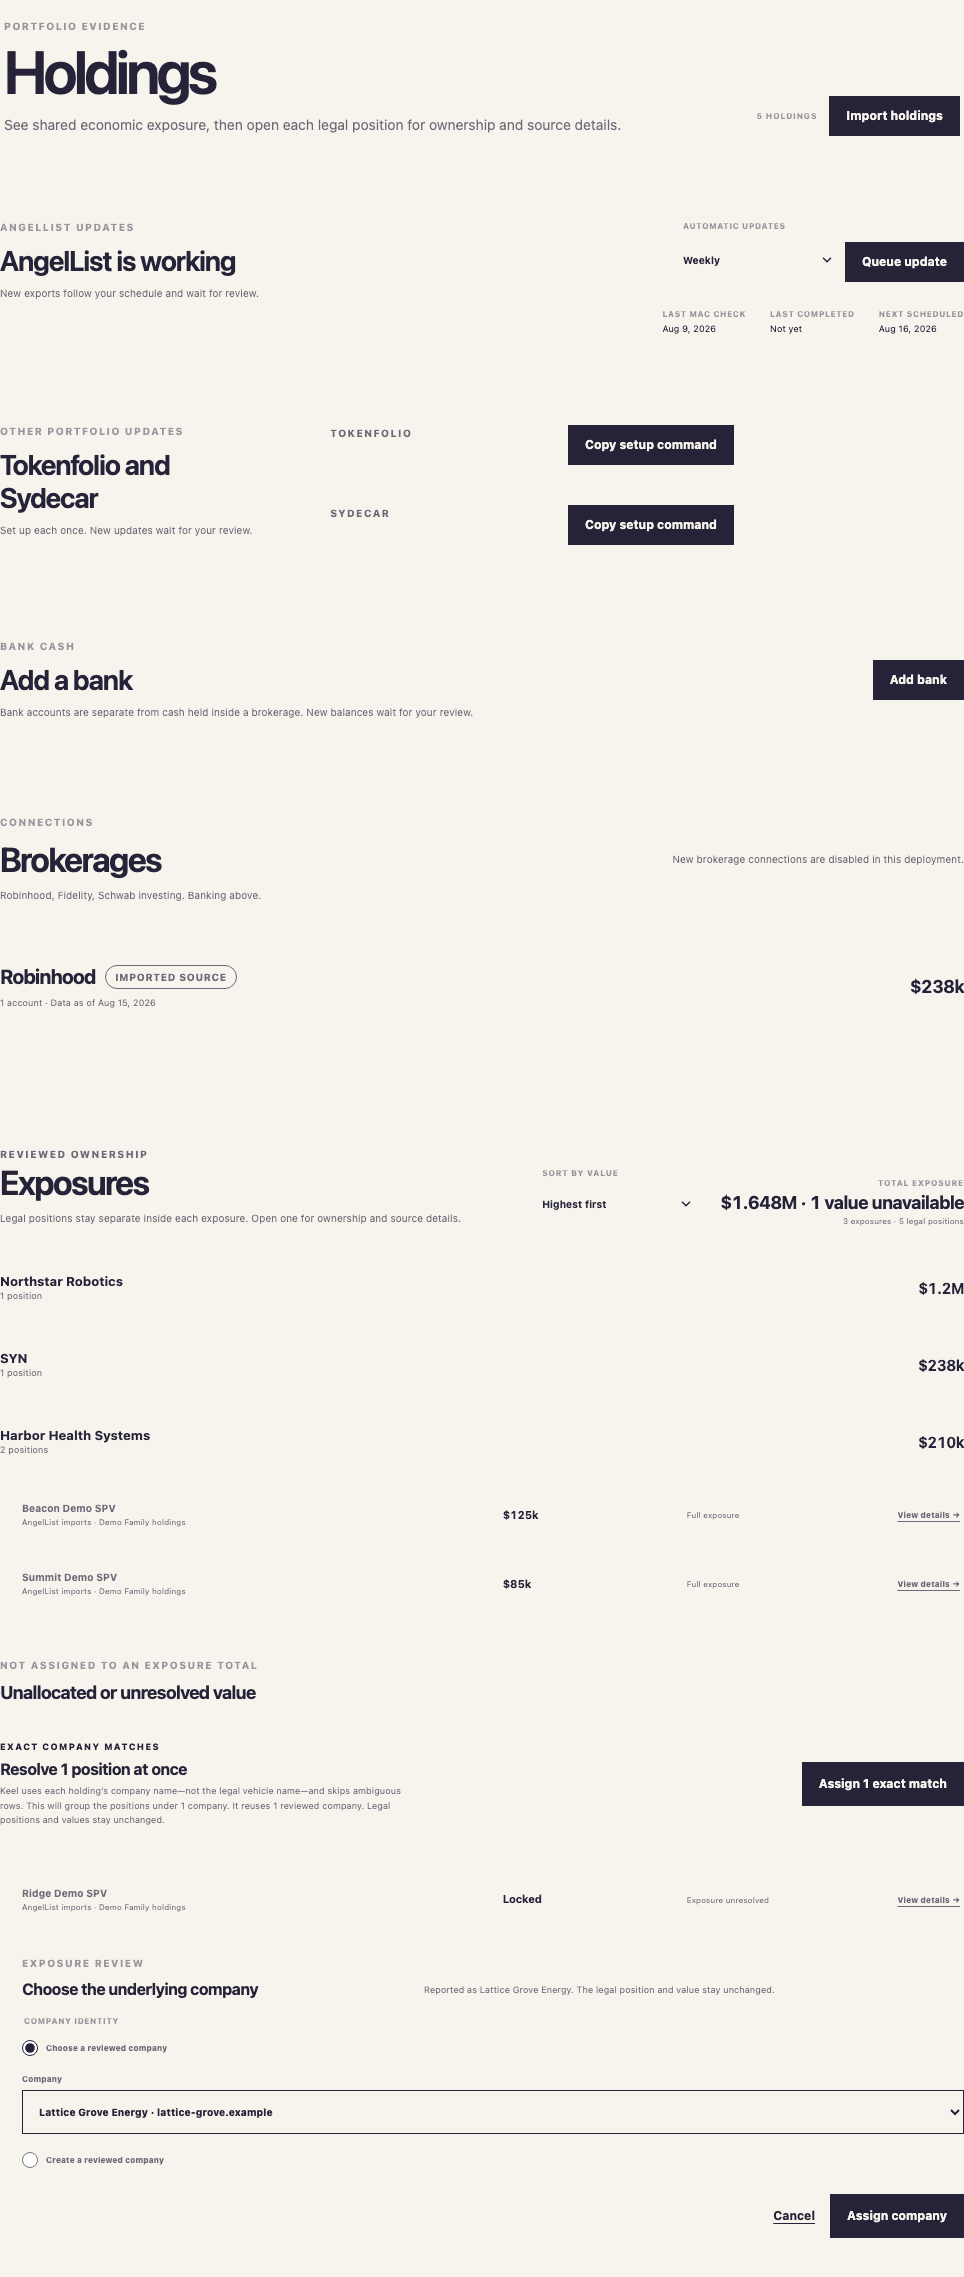 PORTFOLIO EVIDENCE
Holdings
See shared economic exposure, then open each legal position for ownership and source details.
5 HOLDINGS
Import holdings
ANGELLIST UPDATES
AngelList is working
New exports follow your schedule and wait for review.
AUTOMATIC UPDATES
Weekly
Queue update
LAST MAC CHECK
Aug 9, 2026
LAST COMPLETED
Not yet
NEXT SCHEDULED
Aug 16, 2026
OTHER PORTFOLIO UPDATES
Tokenfolio and
Sydecar
Set up each once. New updates wait for your review.
TOKENFOLIO
Copy setup command
SYDECAR
Copy setup command
BANK CASH
Add a bank
Bank accounts are separate from cash held inside a brokerage. New balances wait for your review.
Add bank
CONNECTIONS
Brokerages
Robinhood, Fidelity, Schwab investing. Banking above.
New brokerage connections are disabled in this deployment.
Robinhood
IMPORTED SOURCE
1 account · Data as of Aug 15, 2026
$238k
REVIEWED OWNERSHIP
Exposures
Legal positions stay separate inside each exposure. Open one for ownership and source details.
SORT BY VALUE
Highest first
TOTAL EXPOSURE
$1.648M · 1 value unavailable
3 exposures · 5 legal positions
Northstar Robotics
1 position
$1.2M
SYN
1 position
$238k
Harbor Health Systems
2 positions
$210k
Beacon Demo SPV
AngelList imports · Demo Family holdings
$125k
Full exposure
View details →
Summit Demo SPV
AngelList imports · Demo Family holdings
$85k
Full exposure
View details →
NOT ASSIGNED TO AN EXPOSURE TOTAL
Unallocated or unresolved value
EXACT COMPANY MATCHES
Resolve 1 position at once
Keel uses each holding's company name—not the legal vehicle name—and skips ambiguous
rows. This will group the positions under 1 company. It reuses 1 reviewed company. Legal
positions and values stay unchanged.
Assign 1 exact match
Ridge Demo SPV
AngelList imports · Demo Family holdings
Locked
Exposure unresolved
View details →
EXPOSURE REVIEW
Choose the underlying company
Reported as Lattice Grove Energy. The legal position and value stay unchanged.
COMPANY IDENTITY
Choose a reviewed company
Company
Lattice Grove Energy · lattice-grove.example
Create a reviewed company
Cancel
Assign company